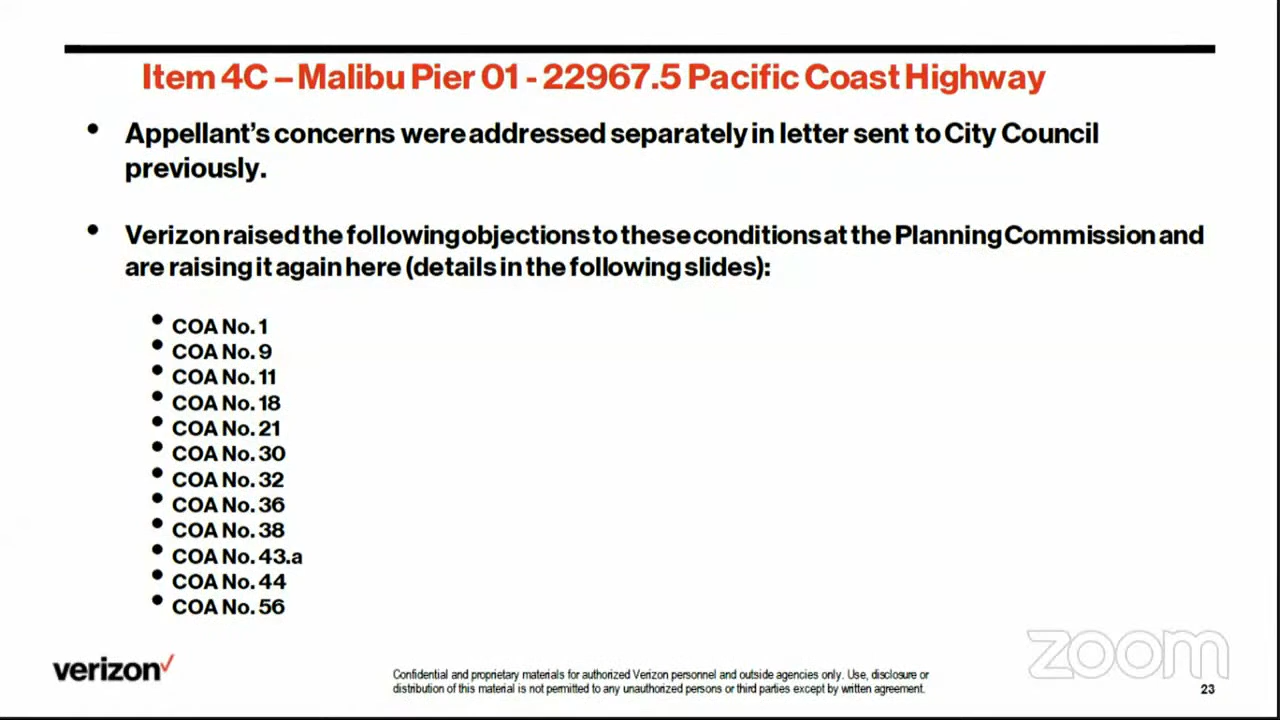 Item 4C – Malibu Pier 01 - 22967.5 Pacific Coast Highway
• Appellant's concerns were addressed separately in letter sent to City Council
previously.
• Verizon raised the following objections to these conditions at the Planning Commission and
are raising it again here (details in the following slides):
• COA No. 1
• COA No. 9
• COA No. 11
• COA No. 18
• COA No. 21
• COA No. 30
• COA No. 32
• COA No. 36
• COA No. 38
• COA No. 43.a
• COA No. 44
• COA No. 56
zoom
verizon
Confidential and proprietary materials for authorized Verizon personnel and outside agencies only. Use, disclosure or
distribution of this material is not permitted to any unauthorized persons or third parties except by written agreement.
23